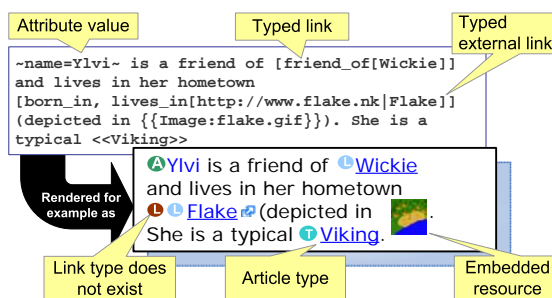 Attribute value
Typed link
Typed
external link
~name=Ylvi~ is a friend of [friend_of[Wickie]]
and lives in her hometown
[born_in, lives_in[http://www.flake.nk|Flake]]
(depicted in {{Image:flake.gif}}). She is a
typical <<Viking>>
Rendered for
example as
A Ylvi is a friend of L Wickie
and lives in her hometown
L L Flake (depicted in .
She is a typical T Viking.
Link type does
not exist
Article type
Embedded
resource